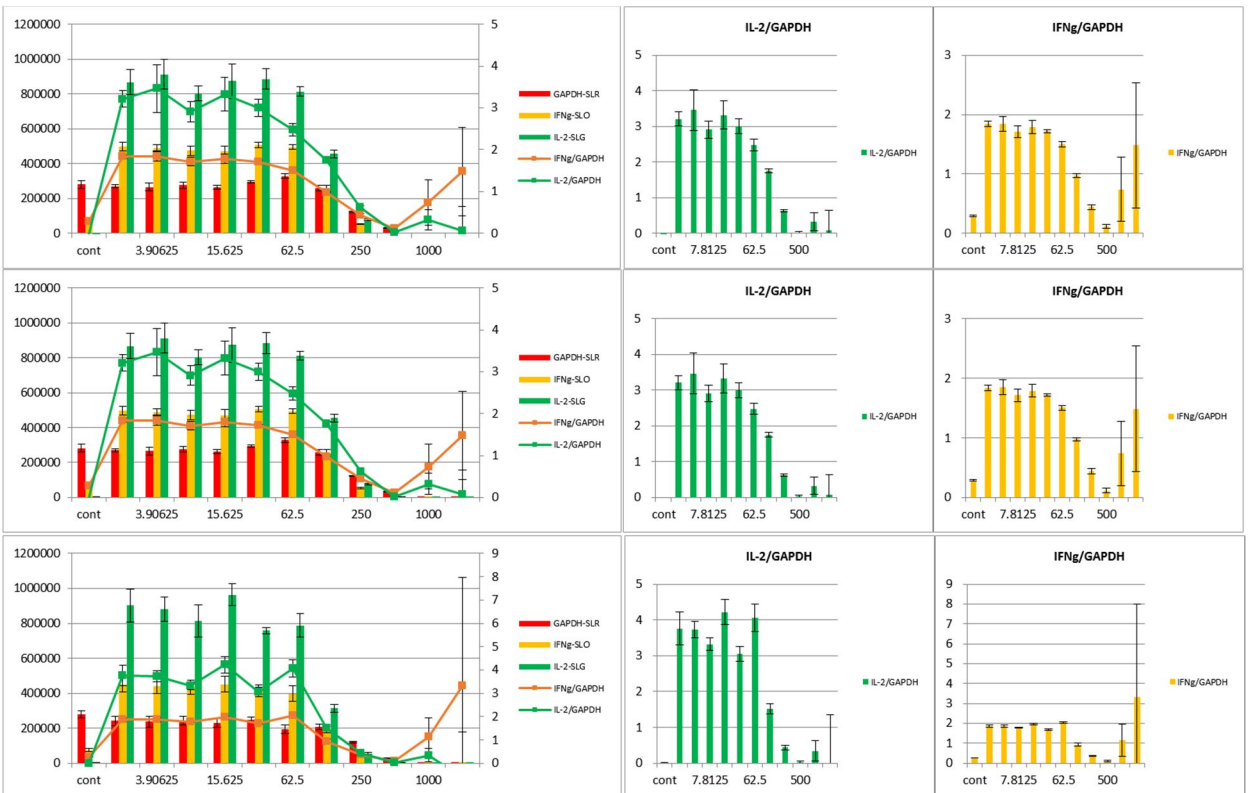 IL-2/GAPDH
IFNg/GAPDH
1200000 5 5 3
1000000 4
800000 4 GAPDH-SLR 3 2
600000 3 IFNg-SLO
IL-2-SLG IL-2/GAPDH IFNg/GAPDH
400000 2 IFNg/GAPDH 2 1
200000 1 IL-2/GAPDH 1
0 0 0 0
cont 3.90625 15.625 62.5 250 1000 cont 7.8125 62.5 500 cont 7.8125 62.5 500
IL-2/GAPDH
IFNg/GAPDH
1200000 5 5 3
1000000 4
800000 4 GAPDH-SLR 3 2
600000 3 IFNg-SLO
IL-2-SLG IL-2/GAPDH IFNg/GAPDH
400000 2 IFNg/GAPDH 2 1
200000 1 IL-2/GAPDH 1
0 0 0 0
cont 3.90625 15.625 62.5 250 1000 cont 7.8125 62.5 500 cont 7.8125 62.5 500
IL-2/GAPDH
IFNg/GAPDH
1200000 9 5 9
1000000 8 4 8
800000 7 GAPDH-SLR 7
6 IFNg-SLO 3 6
600000 5 IL-2-SLG IL-2/GAPDH 5 IFNg/GAPDH
400000 4 IFNg/GAPDH 2 4
3 IL-2/GAPDH 3
200000 2 1 2
1 1
0 0 0 0
cont 3.90625 15.625 62.5 250 1000 cont 7.8125 62.5 500 cont 7.8125 62.5 500